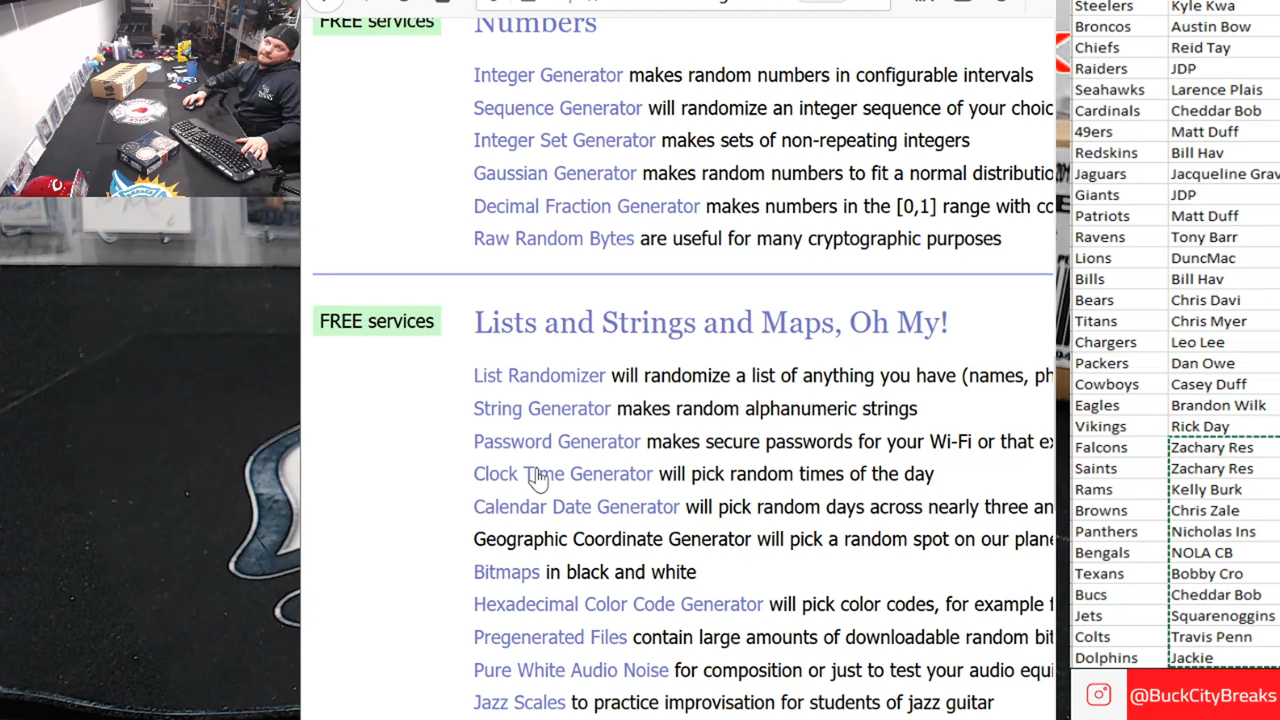 FREE services
Numbers
Integer Generator makes random numbers in configurable intervals
Sequence Generator will randomize an integer sequence of your choic
Integer Set Generator makes sets of non-repeating integers
Gaussian Generator makes random numbers to fit a normal distributio
Decimal Fraction Generator makes numbers in the [0,1] range with co
Raw Random Bytes are useful for many cryptographic purposes
FREE services
Lists and Strings and Maps, Oh My!
List Randomizer will randomize a list of anything you have (names, ph
String Generator makes random alphanumeric strings
Password Generator makes secure passwords for your Wi-Fi or that ex
Clock Time Generator will pick random times of the day
Calendar Date Generator will pick random days across nearly three an
Geographic Coordinate Generator will pick a random spot on our plane
Bitmaps in black and white
Hexadecimal Color Code Generator will pick color codes, for example f
Pregenerated Files contain large amounts of downloadable random bit
Pure White Audio Noise for composition or just to test your audio equi
Jazz Scales to practice improvisation for students of jazz guitar
Steelers Kyle Kwa
Broncos Austin Bow
Chiefs Reid Tay
Raiders JDP
Seahawks Larence Plais
Cardinals Cheddar Bob
49ers Matt Duff
Redskins Bill Hav
Jaguars Jacqueline Grav
Giants JDP
Patriots Matt Duff
Ravens Tony Barr
Lions DuncMac
Bills Bill Hav
Bears Chris Davi
Titans Chris Myer
Chargers Leo Lee
Packers Dan Owe
Cowboys Casey Duff
Eagles Brandon Wilk
Vikings Rick Day
Falcons Zachary Res
Saints Zachary Res
Rams Kelly Burk
Browns Chris Zale
Panthers Nicholas Ins
Bengals NOLA CB
Texans Bobby Cro
Bucs Cheddar Bob
Jets Squarenoggins
Colts Travis Penn
Dolphins Jackie
@BuckCityBreaks